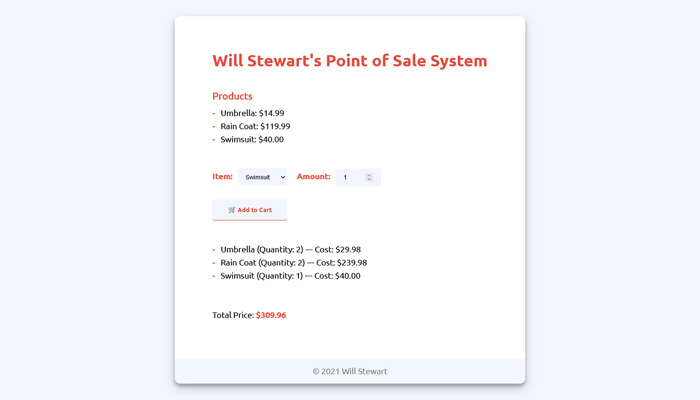 Will Stewart's Point of Sale System
Products
- Umbrella: $14.99
- Rain Coat: $119.99
- Swimsuit: $40.00
Item: Swimsuit Amount: 1
🛒 Add to Cart
- Umbrella (Quantity: 2) --- Cost: $29.98
- Rain Coat (Quantity: 2) --- Cost: $239.98
- Swimsuit (Quantity: 1) --- Cost: $40.00
Total Price: $309.96
© 2021 Will Stewart